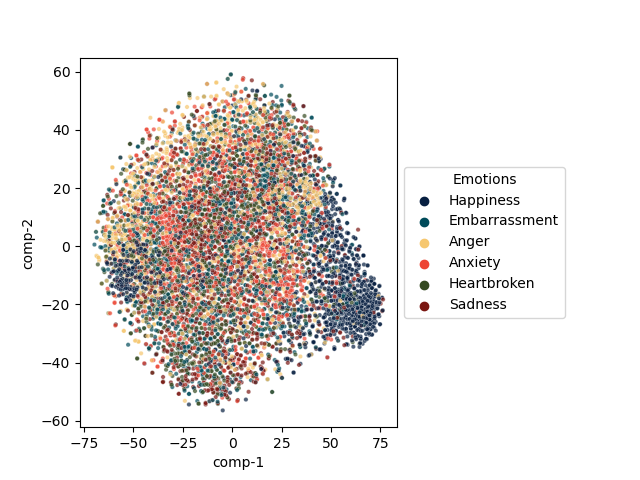 60
40
20
0
−20
−40
−60
comp-2
−75
−50
−25
0
25
50
75
comp-1
Emotions
Happiness
Embarrassment
Anger
Anxiety
Heartbroken
Sadness